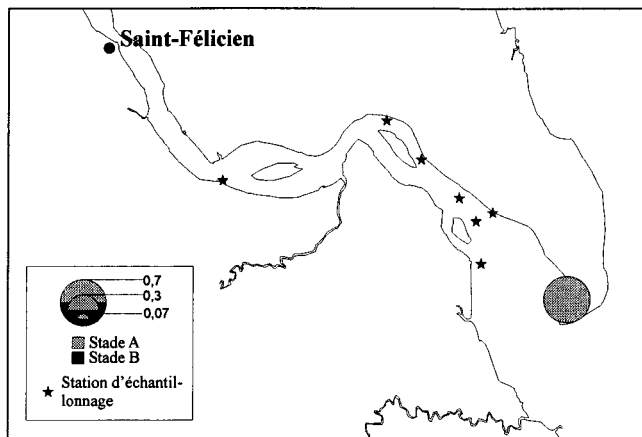 Saint-Félicien
0,7
0,3
0,07
Stade A
Stade B
Station d'échantil-
lonnage